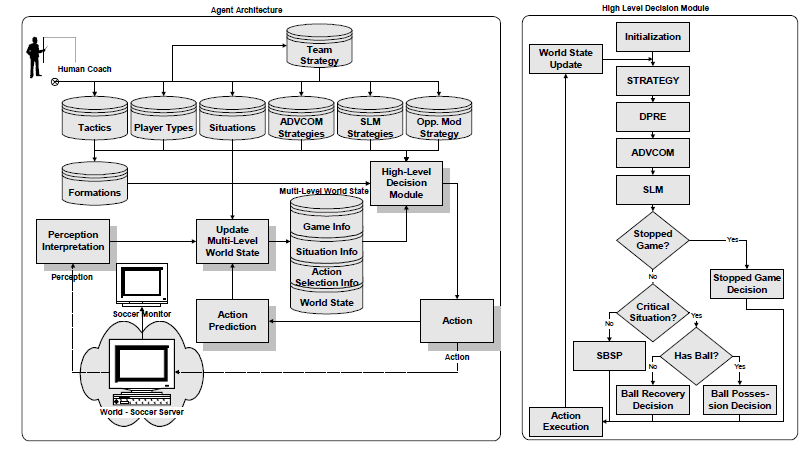 Agent Architecture
Human Coach
Team
Strategy
Tactics
Player Types
Situations
ADVCOM
Strategies
SLM
Strategies
Opp. Mod
Strategy
Formations
Multi-Level World State
High-Level
Decision
Module
Perception
Interpretation
Update
Multi-Level
World State
Game Info
Situation Info
Action
Selection Info
World State
Perception
Soccer Monitor
Action
Prediction
Action
Action
World - Soccer Server
High Level Decision Module
Initialization
World State
Update
STRATEGY
DPRE
ADVCOM
SLM
Stopped
Game?
Yes
No
Stopped Game
Decision
Critical
Situation?
No
Yes
SBSP
Has Ball?
No
Yes
Ball Recovery
Decision
Ball Posses-
sion Decision
Action
Execution